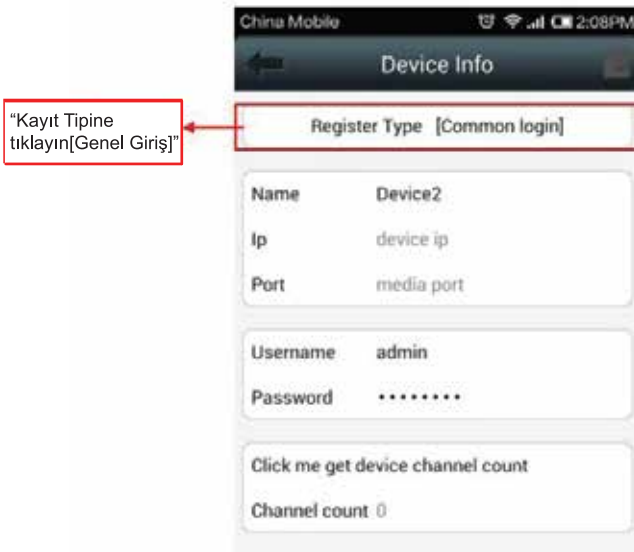 China Mobile 2:08PM
Device Info
"Kayıt Tipine
tıklayın[Genel Giriş]"
Register Type [Common login]
Name Device2
Ip device ip
Port media port
Username admin
Password ••••••••
Click me get device channel count
Channel count 0